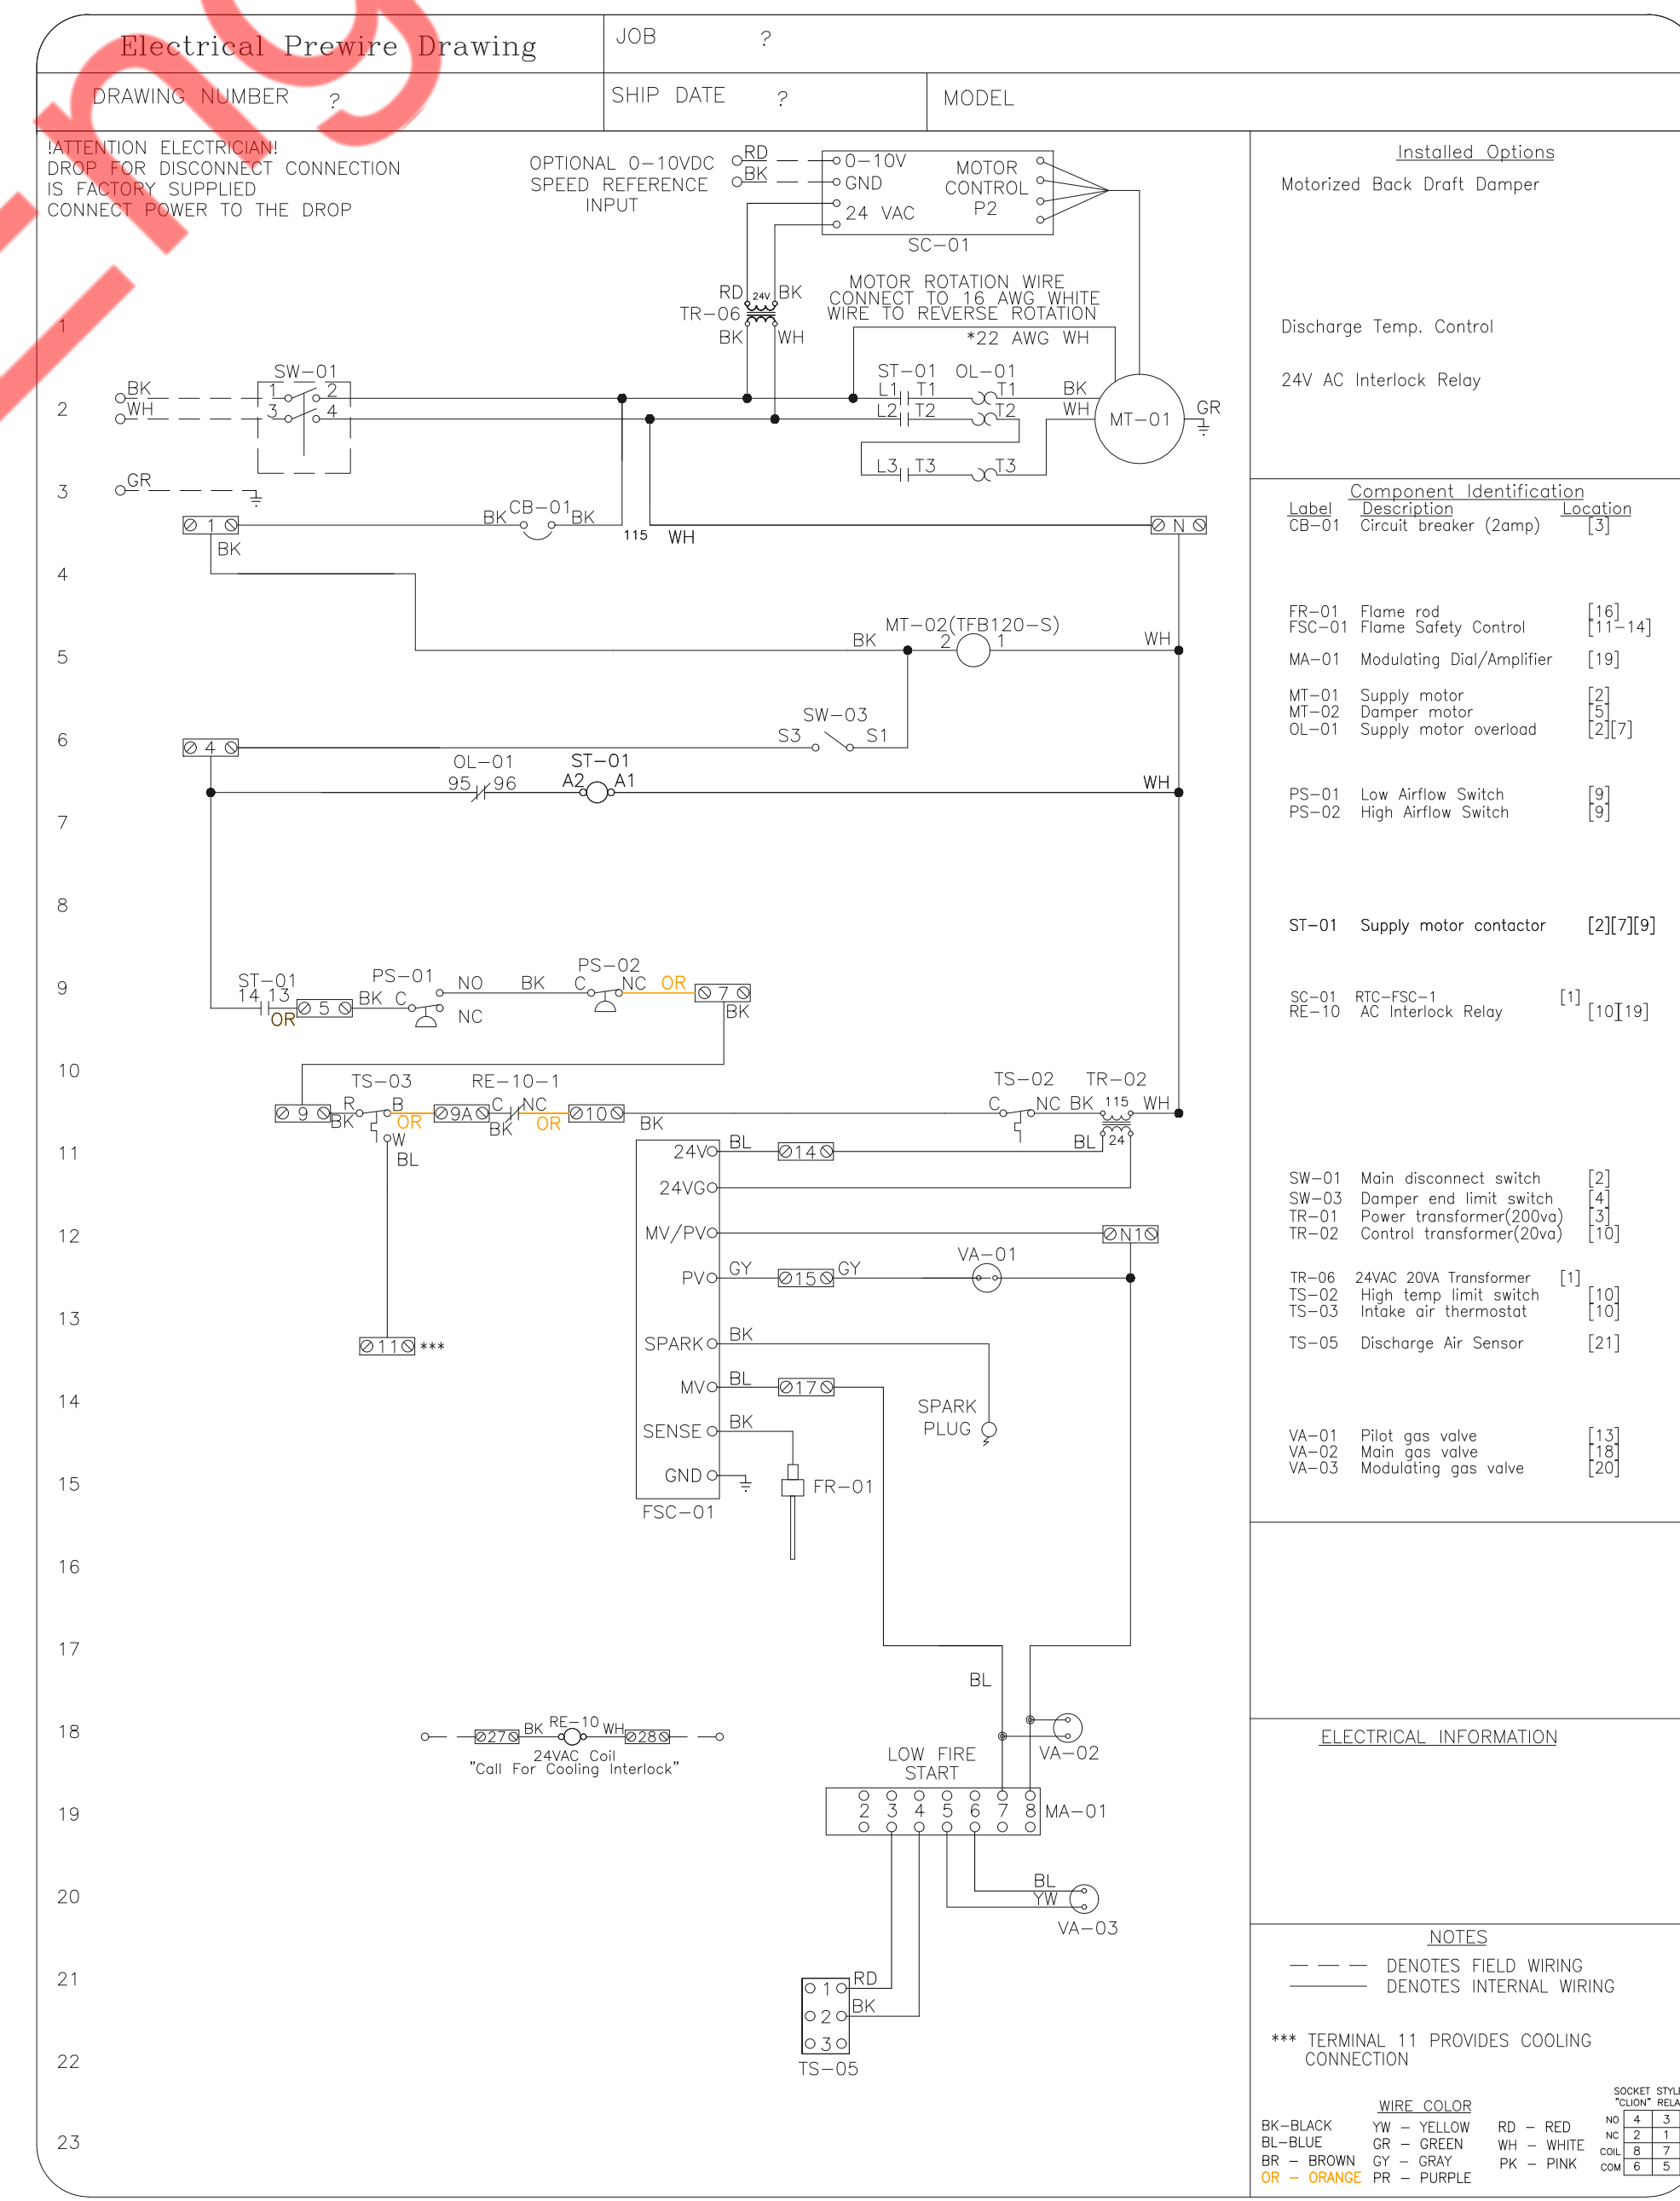 Electrical Prewire Drawing
JOB ?
DRAWING NUMBER ?
SHIP DATE ?
MODEL
!ATTENTION ELECTRICIAN!
DROP FOR DISCONNECT CONNECTION
IS FACTORY SUPPLIED
CONNECT POWER TO THE DROP
OPTIONAL 0-10VDC
SPEED REFERENCE
INPUT
RD
BK
0-10V
GND
24 VAC
MOTOR
CONTROL
P2
SC-01
RD 24V BK
TR-06
BK WH
MOTOR ROTATION WIRE
CONNECT TO 16 AWG WHITE
WIRE TO REVERSE ROTATION
*22 AWG WH
1
SW-01
ST-01 OL-01
BK 1 2 L1 T1 T1 BK
2 WH 3 4 L2 T2 T2 WH MT-01 GR
L3 T3 T3
3 GR
1 BK CB-01 BK 115 WH N
BK
4
MT-02(TFB120-S)
5 BK 2 1 WH
SW-03
6 S3 S1
4
OL-01 ST-01
95 96 A2 A1 WH
7
8
9 ST-01 PS-01 NO BK PS-02
14 13 OR 5 BK C NC C NC OR 7
BK
10
TS-03 RE-10-1 TS-02 TR-02
9 BK R B OR 9A C BK NC OR 10 BK C NC BK 115 WH
W
BL
24
11
24V BL 14 BL
24VG
12
MV/PV N1
VA-01
PV GY 15 GY
13
11 ***
SPARK BK
MV BL 17
14
SPARK
PLUG
SENSE BK
GND FR-01
15
FSC-01
16
17
BL
18
27 BK RE-10 WH 28
24VAC Coil
"Call For Cooling Interlock"
VA-02
LOW FIRE
START
19
2 3 4 5 6 7 8 MA-01
20
BL
YW
VA-03
21
1 RD
2 BK
3
22
TS-05
23
Installed Options
Motorized Back Draft Damper
Discharge Temp. Control
24V AC Interlock Relay
Component Identification
Label Description Location
CB-01 Circuit breaker (2amp) [3]
FR-01 Flame rod [16]
FSC-01 Flame Safety Control [11-14]
MA-01 Modulating Dial/Amplifier [19]
MT-01 Supply motor [2]
MT-02 Damper motor [5]
OL-01 Supply motor overload [2][7]
PS-01 Low Airflow Switch [9]
PS-02 High Airflow Switch [9]
ST-01 Supply motor contactor [2][7][9]
SC-01 RTC-FSC-1 [1]
RE-10 AC Interlock Relay [10][19]
SW-01 Main disconnect switch [2]
SW-03 Damper end limit switch [4]
TR-01 Power transformer(200va) [3]
TR-02 Control transformer(20va) [10]
TR-06 24VAC 20VA Transformer [1]
TS-02 High temp limit switch [10]
TS-03 Intake air thermostat [10]
TS-05 Discharge Air Sensor [21]
VA-01 Pilot gas valve [13]
VA-02 Main gas valve [18]
VA-03 Modulating gas valve [20]
ELECTRICAL INFORMATION
NOTES
DENOTES FIELD WIRING
DENOTES INTERNAL WIRING
*** TERMINAL 11 PROVIDES COOLING
CONNECTION
WIRE COLOR
BK-BLACK YW - YELLOW RD - RED
BL-BLUE GR - GREEN WH - WHITE
BR - BROWN GY - GRAY PK - PINK
OR - ORANGE PR - PURPLE
SOCKET STYLE
"CLION" RELA
NO 4 3
NC 2 1
COIL 8 7
COM 6 5